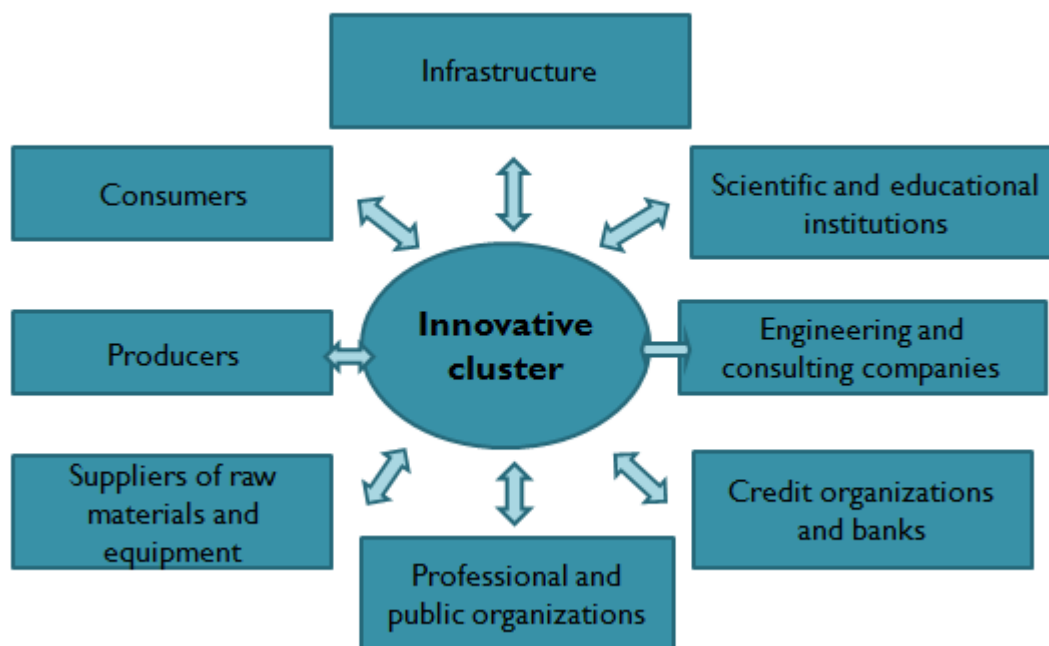 Infrastructure
Consumers
Scientific and educational
institutions
Innovative
cluster
Producers
Engineering and
consulting companies
Suppliers of raw
materials and
equipment
Credit organizations
and banks
Professional and
public organizations